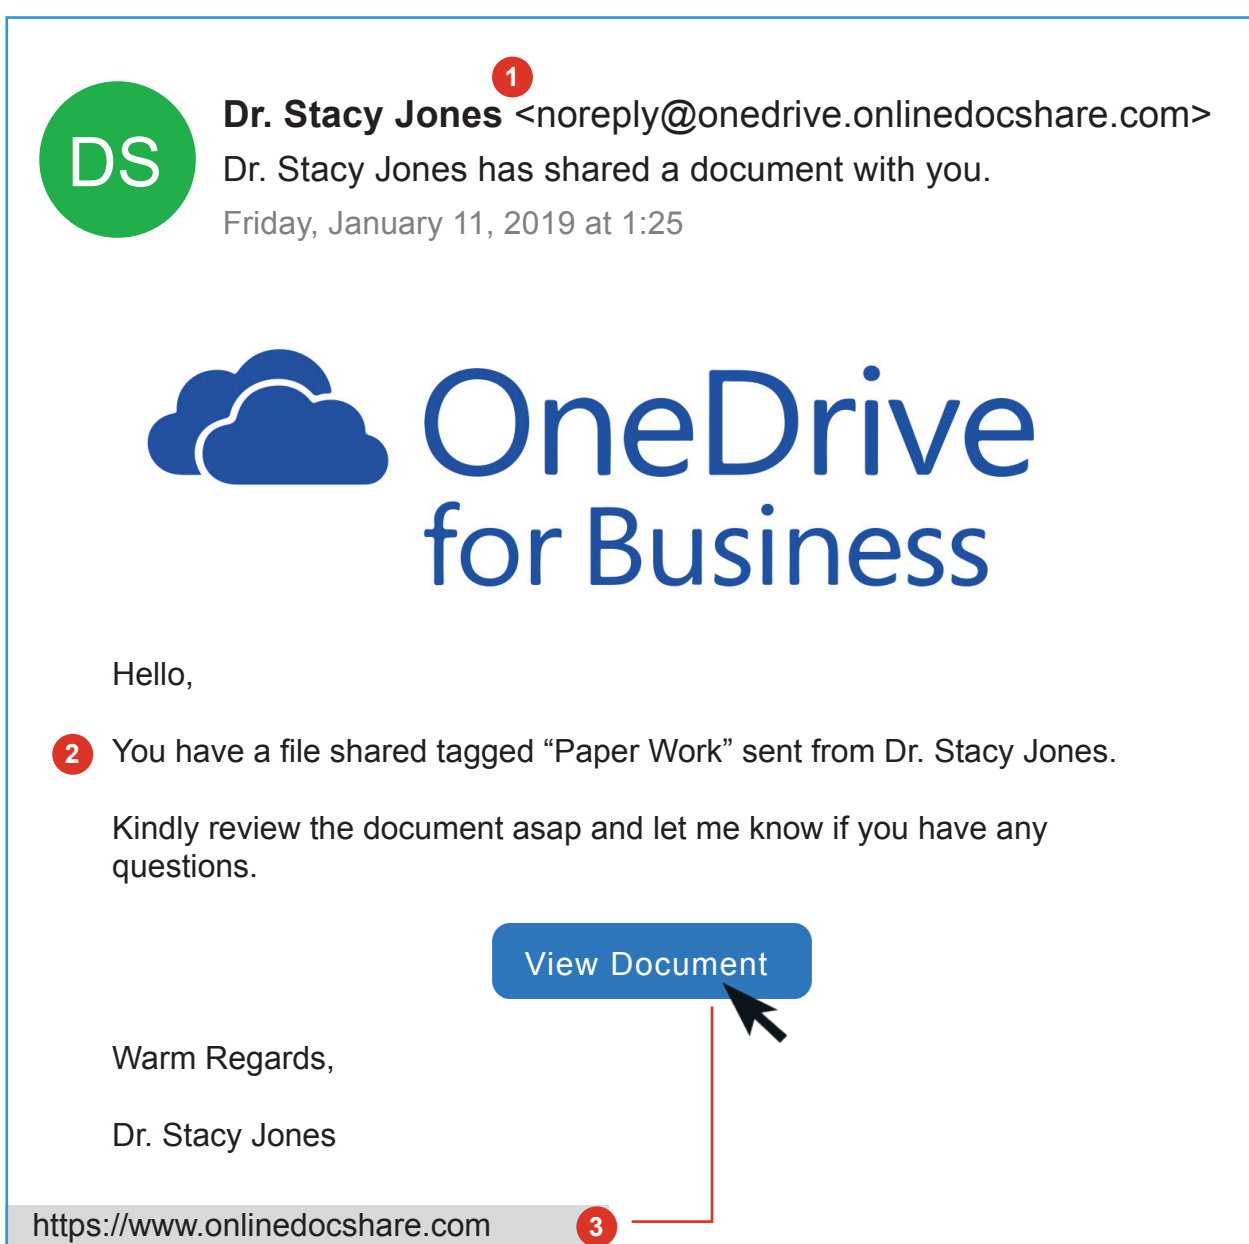 1
DS
Dr. Stacy Jones <noreply@onedrive.onlinedocshare.com>
Dr. Stacy Jones has shared a document with you.
Friday, January 11, 2019 at 1:25
OneDrive
for Business
Hello,
2 You have a file shared tagged “Paper Work” sent from Dr. Stacy Jones.
Kindly review the document asap and let me know if you have any
questions.
View Document
Warm Regards,
Dr. Stacy Jones
https://www.onlinedocshare.com 3